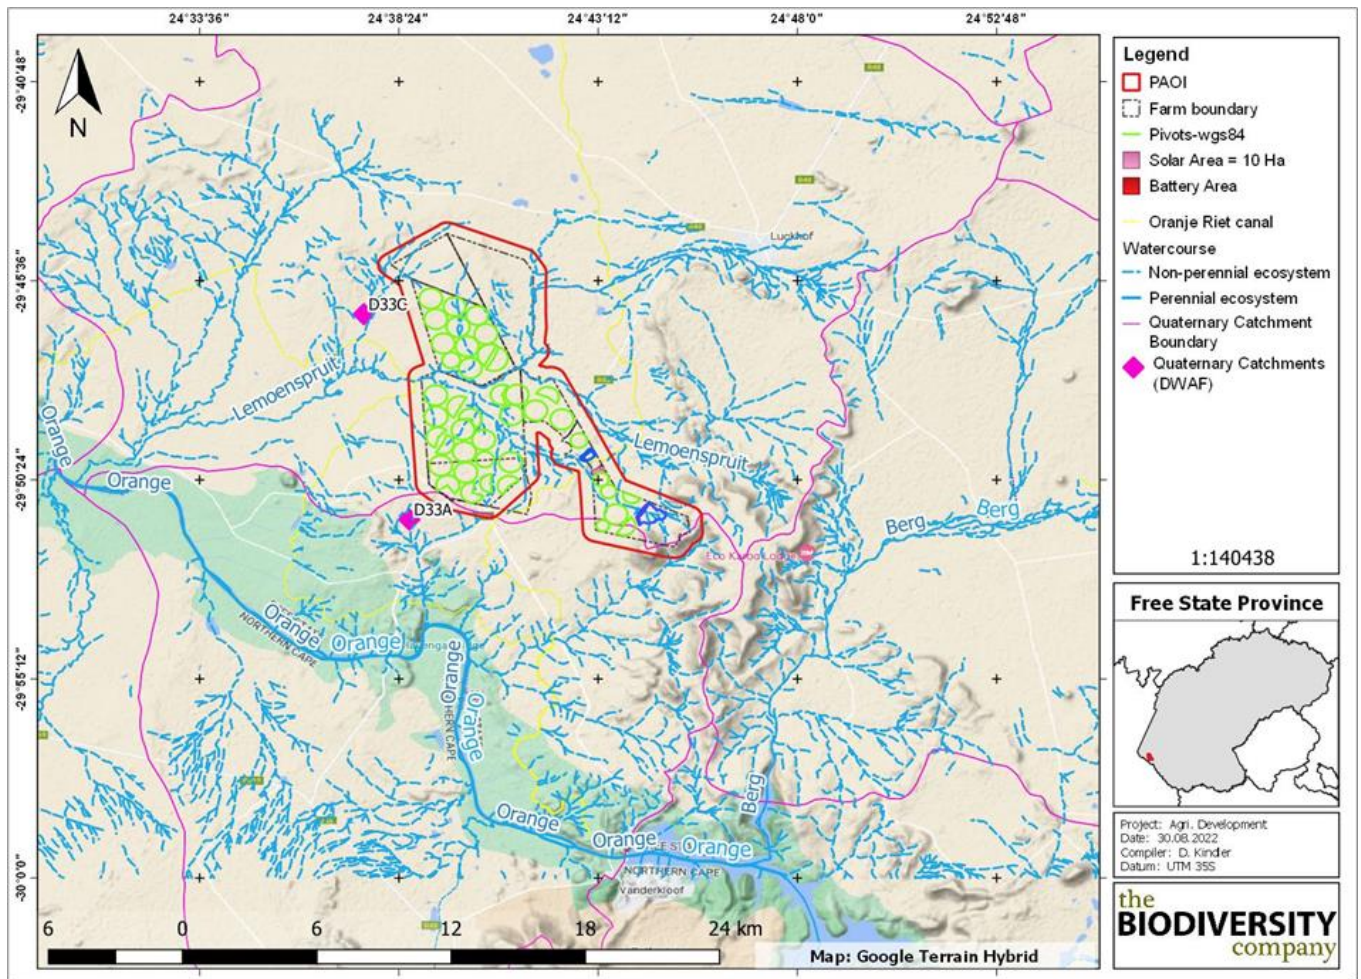 24°33'36"
24°38'24"
24°43'12"
24°48'0"
24°52'48"
-29°40'48"
-29°45'36"
-29°50'24"
-29°55'12"
-30°0'0"
N
Luckhof
D33C
Lemoenspruit
Lemoenspruit
Orange
Orange
D33A
Berg
Berg
Eco Karoo Lodge
Orange
Orange
NORTHERN CAPE
Orange
Orange
Orange
Berg
Orange
Orange
NORTHERN CAPE
Vanderkloof
6
0
6
12
18
24 km
Map: Google Terrain Hybrid
Legend
PAOI
Farm boundary
Pivots-wgs84
Solar Area = 10 Ha
Battery Area
Oranje Riet canal
Watercourse
Non-perennial ecosystem
Perennial ecosystem
Quaternary Catchment
Boundary
Quaternary Catchments
(DWAF)
1:140438
Free State Province
Project: Agri. Development
Date: 30.08.2022
Compiler: D. Kindler
Datum: UTM 35S
the
BIODIVERSITY
company